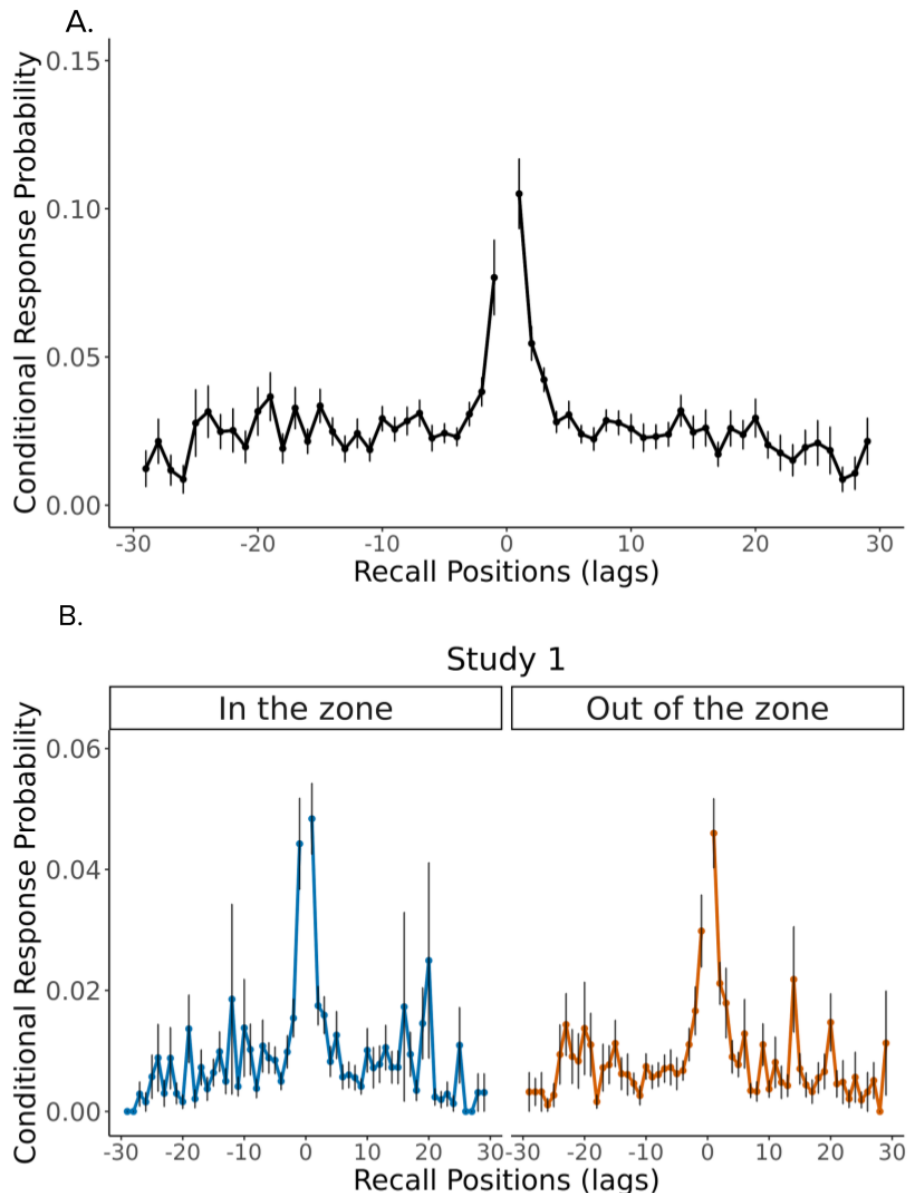 A.
Conditional Response Probability
0.15
0.10
0.05
0.00
-30 -20 -10 0 10 20 30
Recall Positions (lags)
B.
Study 1
In the zone Out of the zone
Conditional Response Probability
0.06
0.04
0.02
0.00
-30 -20 -10 0 10 20 30 -30 -20 -10 0 10 20 30
Recall Positions (lags)